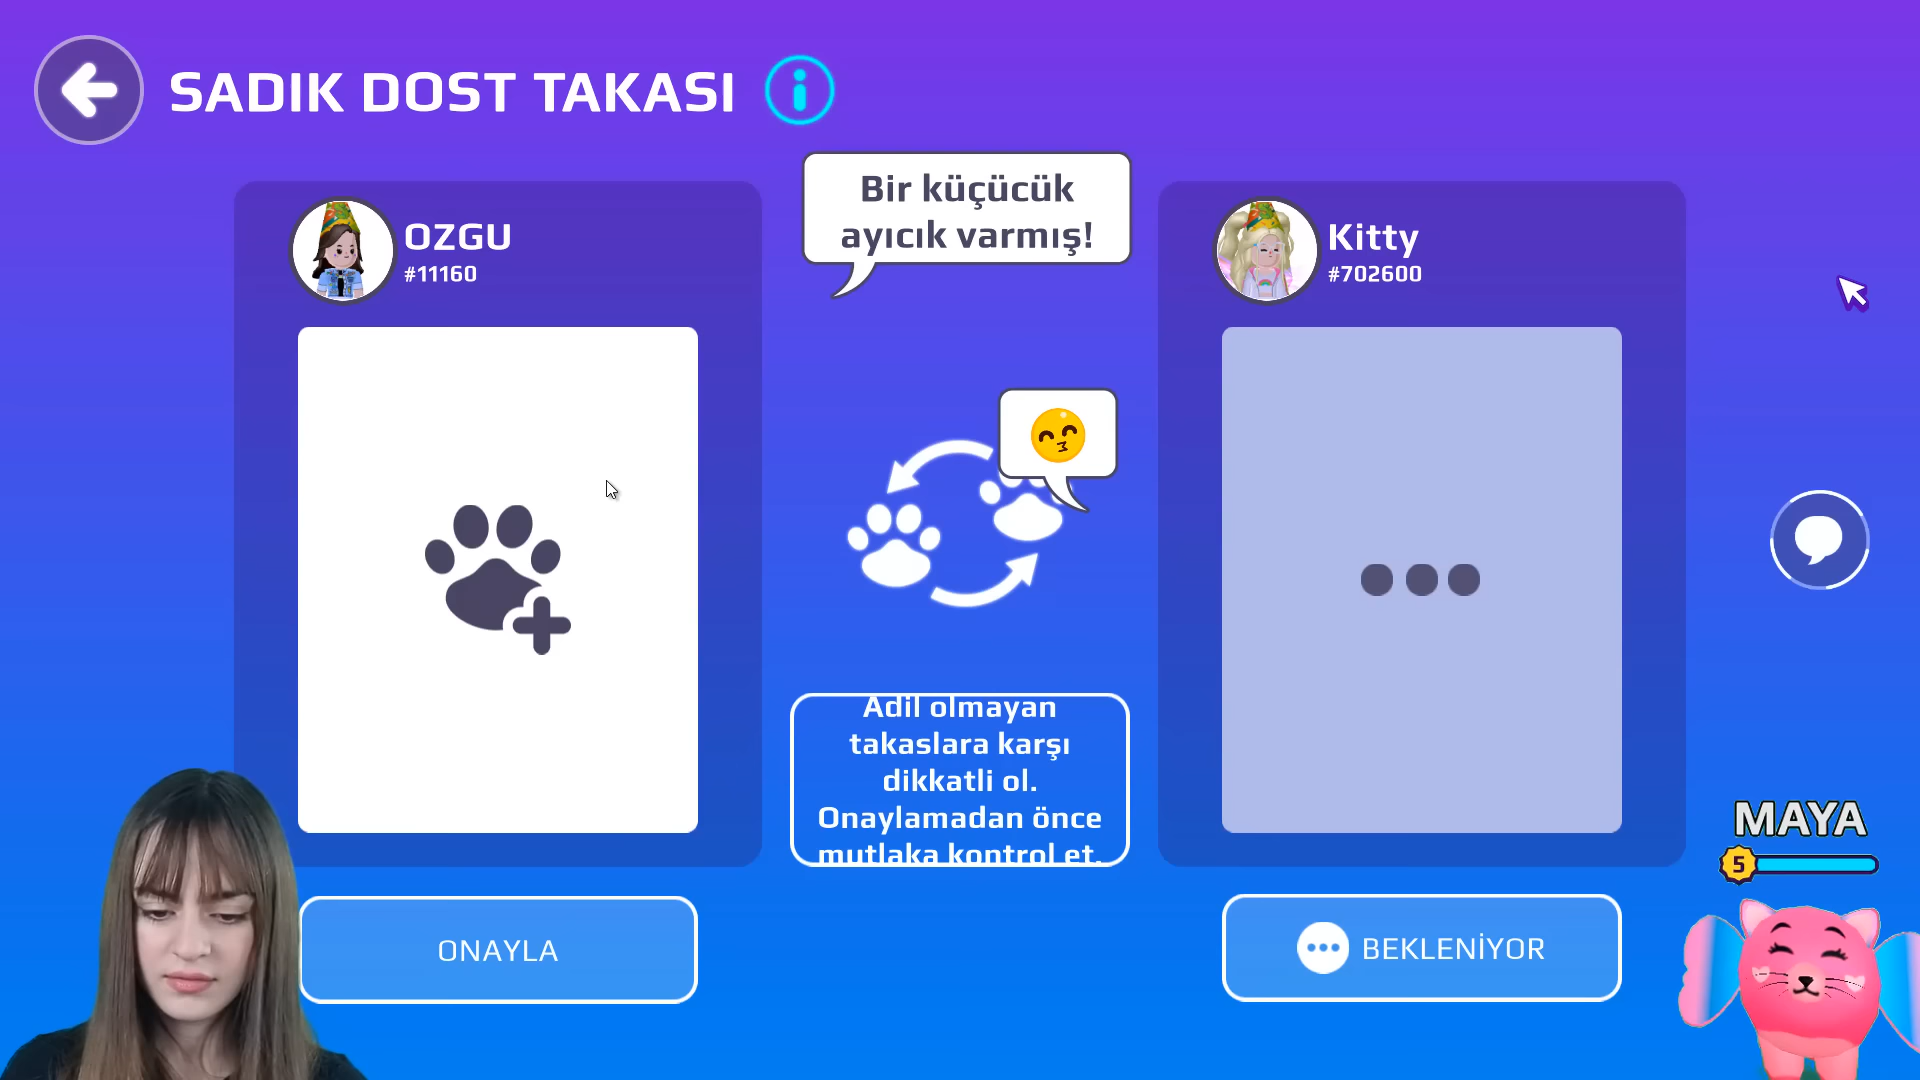 SADIK DOST TAKASI
Bir küçücük
ayıcık varmış!
OZGU
#11160
Kitty
#702600
Adil olmayan
takaslara karşı
dikkatli ol.
Onaylamadan önce
mutlaka kontrol et.
MAYA
5
ONAYLA
BEKLENİYOR